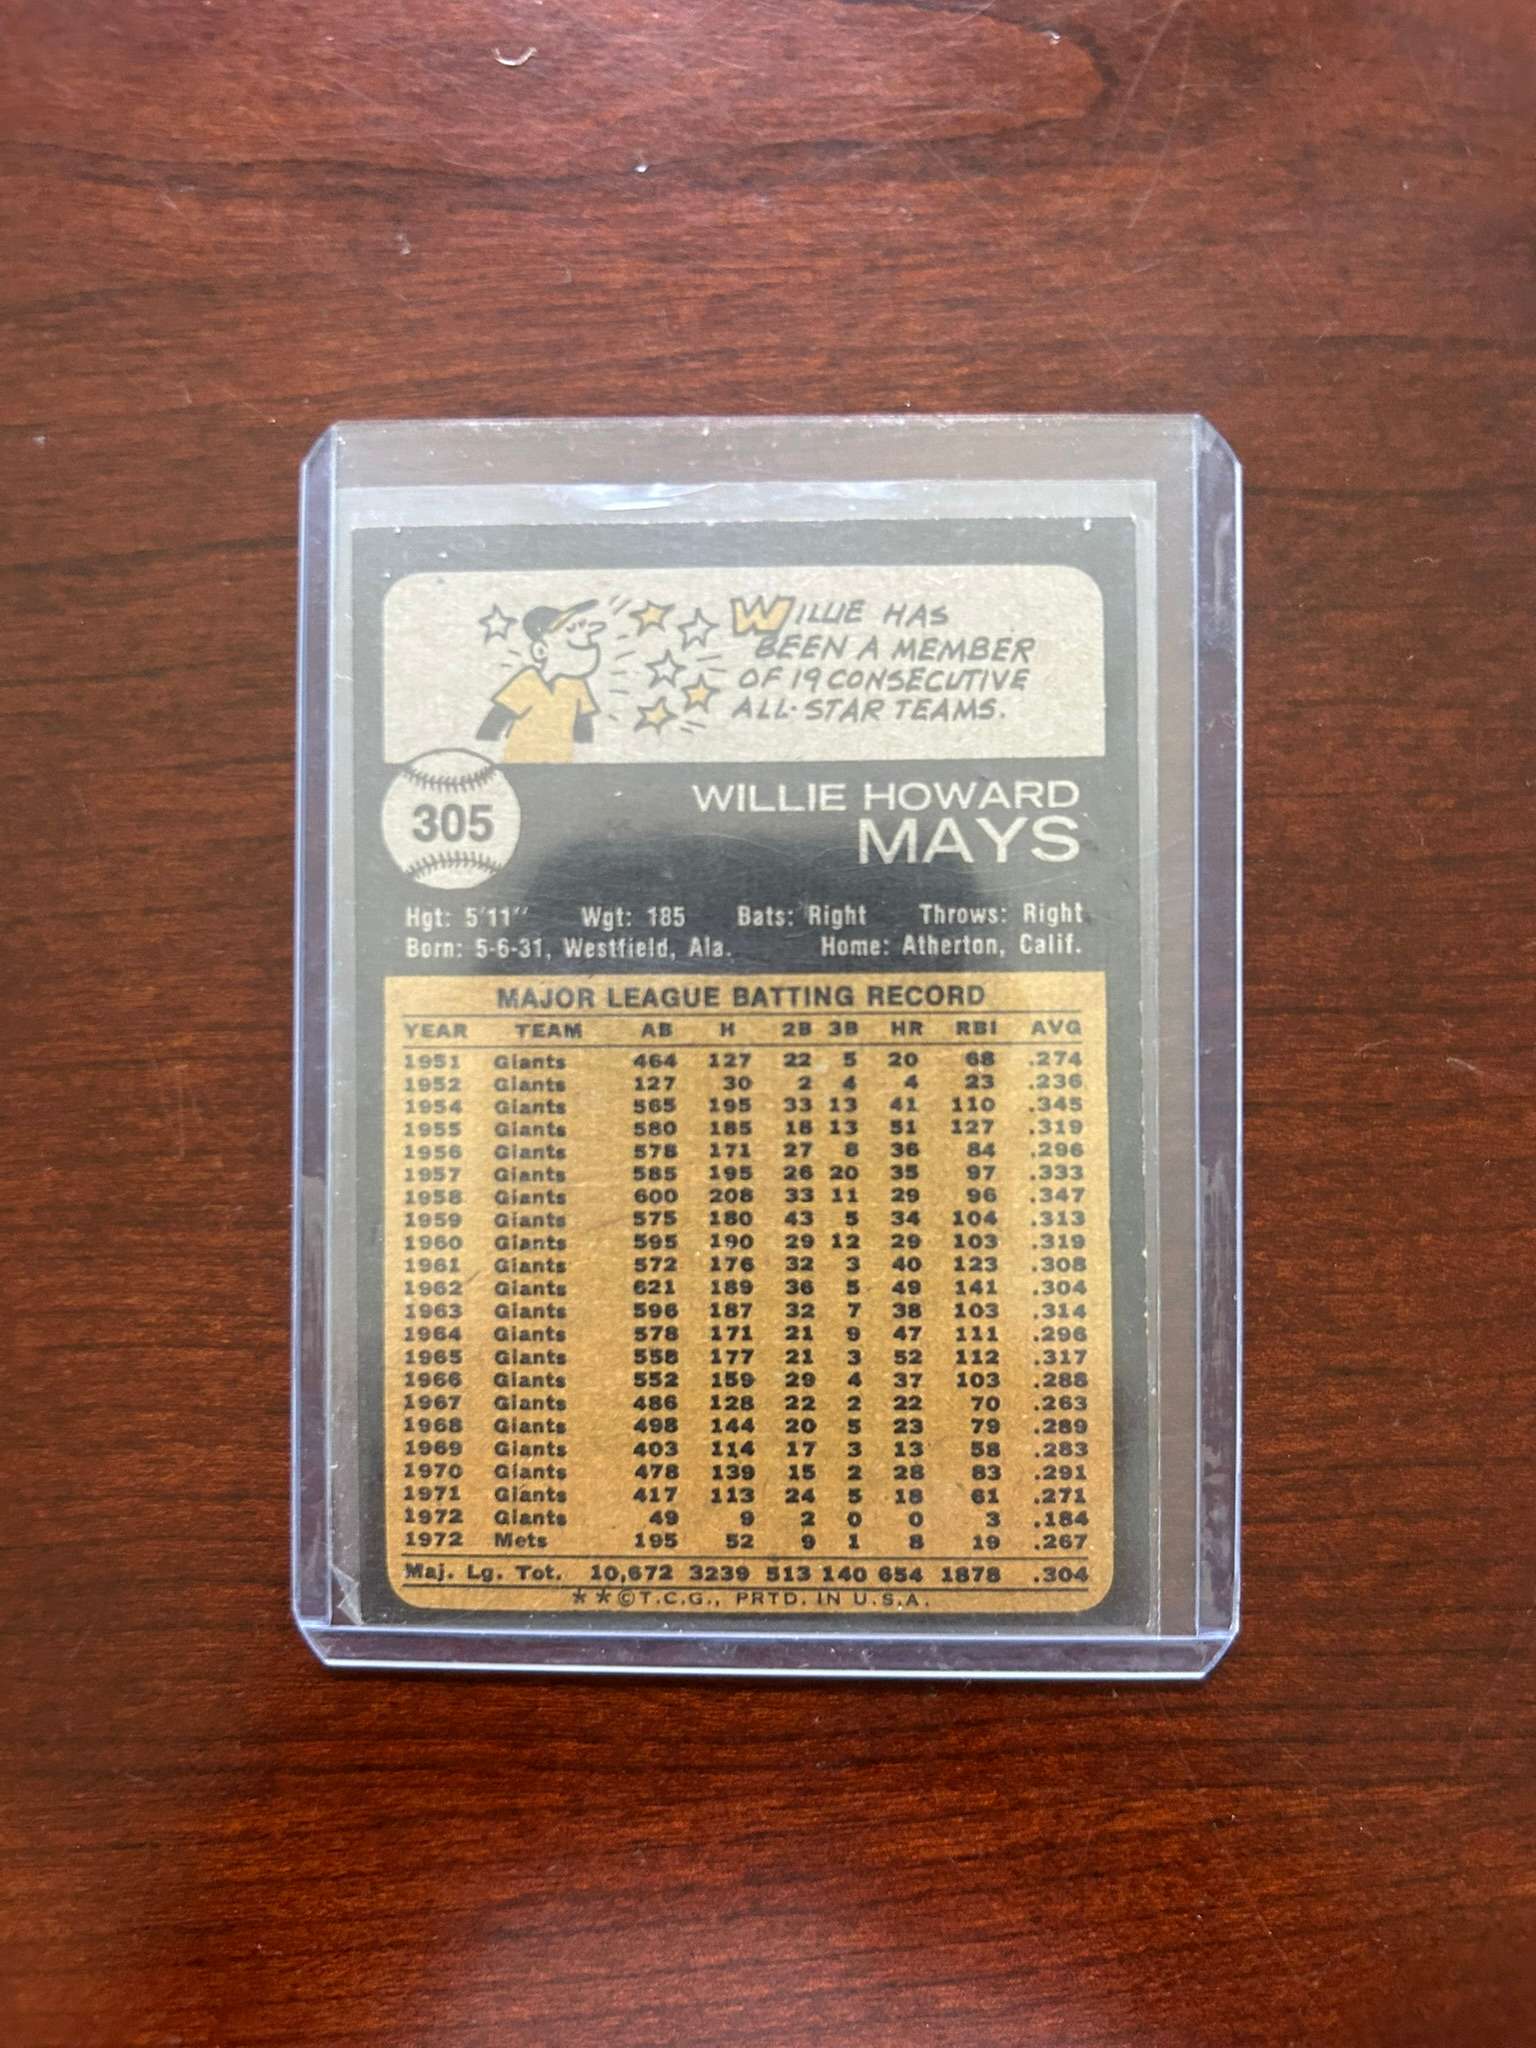 WILLIE HAS
BEEN A MEMBER
OF 19 CONSECUTIVE
ALL-STAR TEAMS.
305
WILLIE HOWARD
MAYS
Hgt: 5'11" Wgt: 185 Bats: Right Throws: Right
Born: 5-6-31, Westfield, Ala. Home: Atherton, Calif.
MAJOR LEAGUE BATTING RECORD
YEAR TEAM AB H 2B 3B HR RBI AVG
1951 Giants 464 127 22 5 20 68 .274
1952 Giants 127 30 2 4 4 23 .236
1954 Giants 565 195 33 13 41 110 .345
1955 Giants 580 185 18 13 51 127 .319
1956 Giants 578 171 27 8 36 84 .296
1957 Giants 585 195 26 20 35 97 .333
1958 Giants 600 208 33 11 29 96 .347
1959 Giants 575 180 43 5 34 104 .313
1960 Giants 595 190 29 12 29 103 .319
1961 Giants 572 176 32 3 40 123 .308
1962 Giants 621 189 36 5 49 141 .304
1963 Giants 596 187 32 7 38 103 .314
1964 Giants 578 171 21 9 47 111 .296
1965 Giants 558 177 21 3 52 112 .317
1966 Giants 552 159 29 4 37 103 .288
1967 Giants 486 128 22 2 22 70 .263
1968 Giants 498 144 20 5 23 79 .289
1969 Giants 403 114 17 3 13 58 .283
1970 Giants 478 139 15 2 28 83 .291
1971 Giants 417 113 24 5 18 61 .271
1972 Giants 49 9 2 0 0 3 .184
1972 Mets 195 52 9 1 8 19 .267
Maj. Lg. Tot. 10,672 3239 513 140 654 1878 .304
**©T.C.G., PRTD. IN U.S.A.